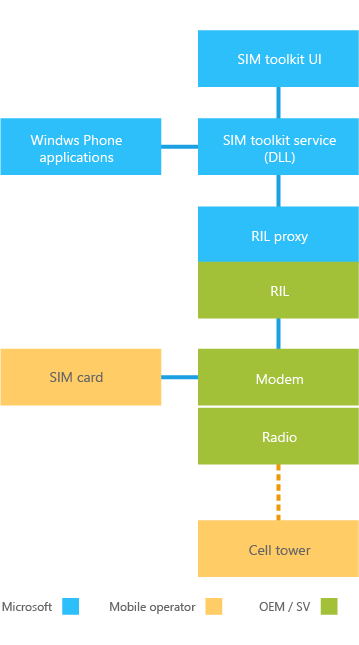 SIM toolkit UI
Windws Phone
applications
SIM toolkit service
(DLL)
RIL proxy
RIL
SIM card
Modem
Radio
Cell tower
Microsoft
Mobile operator
OEM / SV